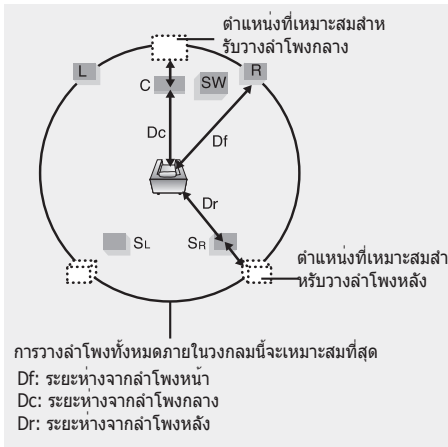 ตำแหน่งที่เหมาะสมสำห
รับวางลำโพงกลาง
L
R
C
SW
Dc
Df
Dr
SL
SR
ตำแหน่งที่เหมาะสมสำ
หรับวางลำโพงหลัง
การวางลำโพงทั้งหมดภายในวงกลมนี้จะเหมาะสมที่สุด
Df: ระยะห่างจากลำโพงหน้า
Dc: ระยะห่างจากลำโพงกลาง
Dr: ระยะห่างจากลำโพงหลัง